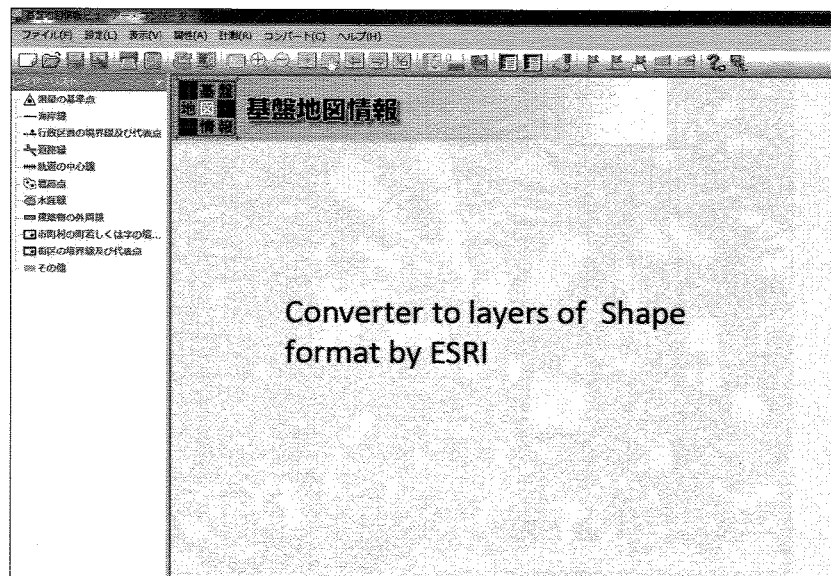 ファイル(F) 設定(L) 表示(V) 属性(A) 計測(R) コンバート(C) ヘルプ(H)
測量の基準点
海岸線
行政区画の境界線及び代表点
道路縁
軌道の中心線
標高点
水涯線
建築物の外周線
市町村の町若しくは字の境...
街区の境界線及び代表点
その他
基盤
地図
情報
基盤地図情報
Converter to layers of Shape
format by ESRI